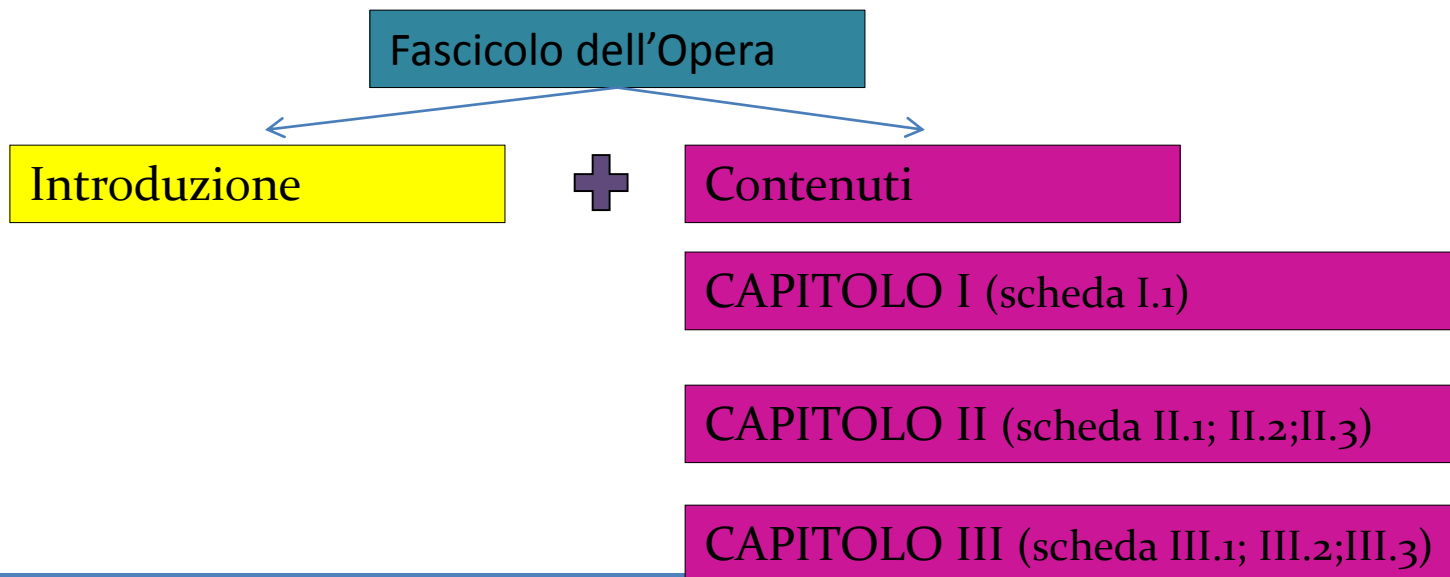 Fascicolo dell’Opera
Introduzione
Contenuti
CAPITOLO I (scheda I.1)
CAPITOLO II (scheda II.1; II.2;II.3)
CAPITOLO III (scheda III.1; III.2;III.3)